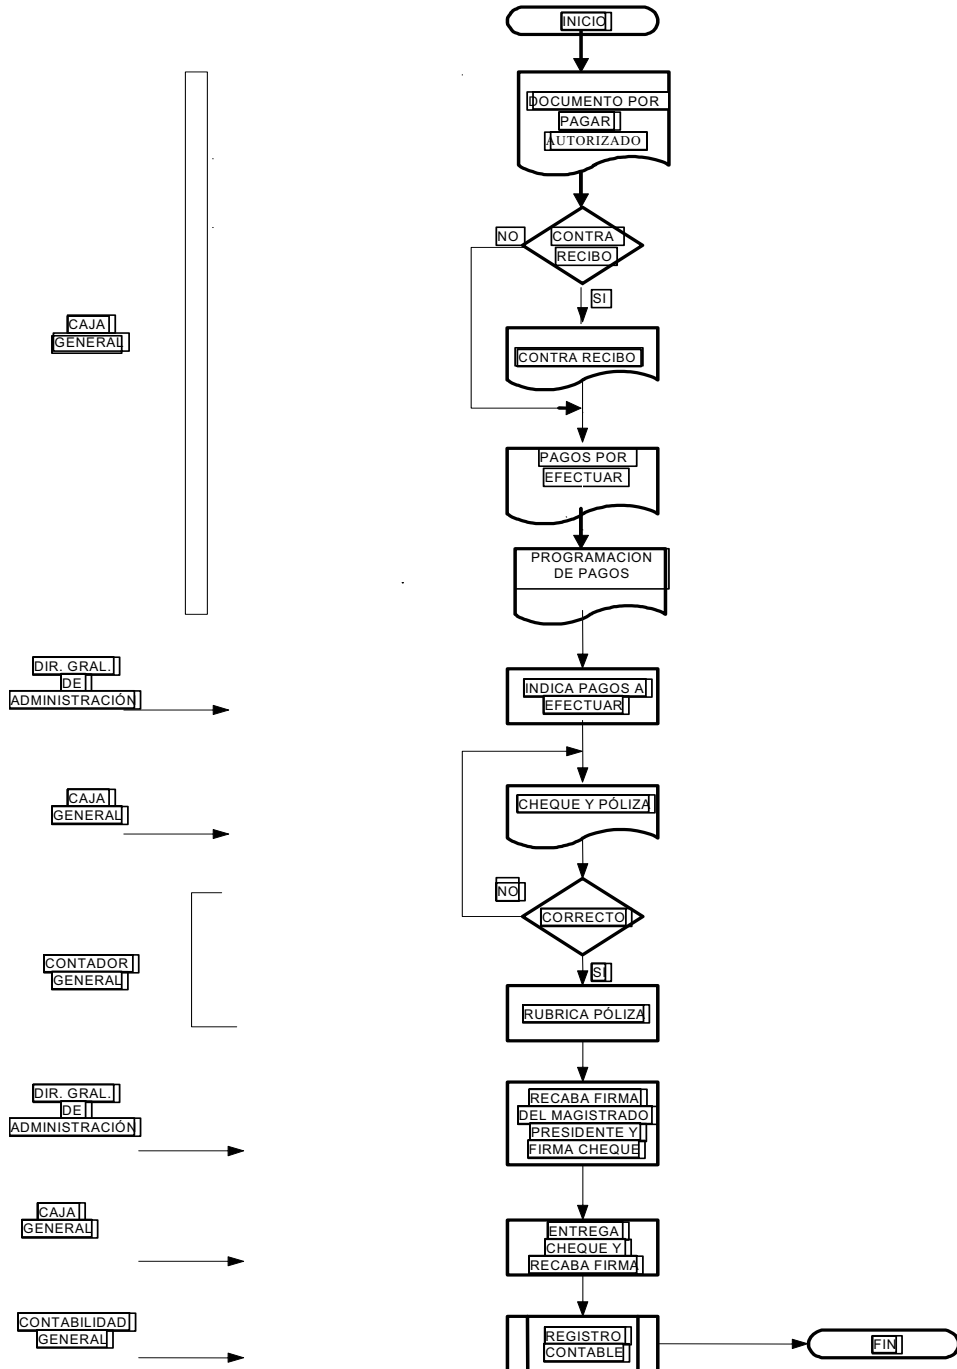 INICIO
DOCUMENTO POR
PAGAR
AUTORIZADO
NO
CONTRA
RECIBO
SI
CAJA
GENERAL
CONTRA RECIBO
PAGOS POR
EFECTUAR
PROGRAMACION
DE PAGOS
DIR. GRAL.
DE
ADMINISTRACIÓN
INDICA PAGOS A
EFECTUAR
CAJA
GENERAL
CHEQUE Y PÓLIZA
NO
CORRECTO
CONTADOR
GENERAL
SI
RUBRICA PÓLIZA
DIR. GRAL.
DE
ADMINISTRACIÓN
RECABA FIRMA
DEL MAGISTRADO
PRESIDENTE Y
FIRMA CHEQUE
CAJA
GENERAL
ENTREGA
CHEQUE Y
RECABA FIRMA
CONTABILIDAD
GENERAL
REGISTRO
CONTABLE
FIN